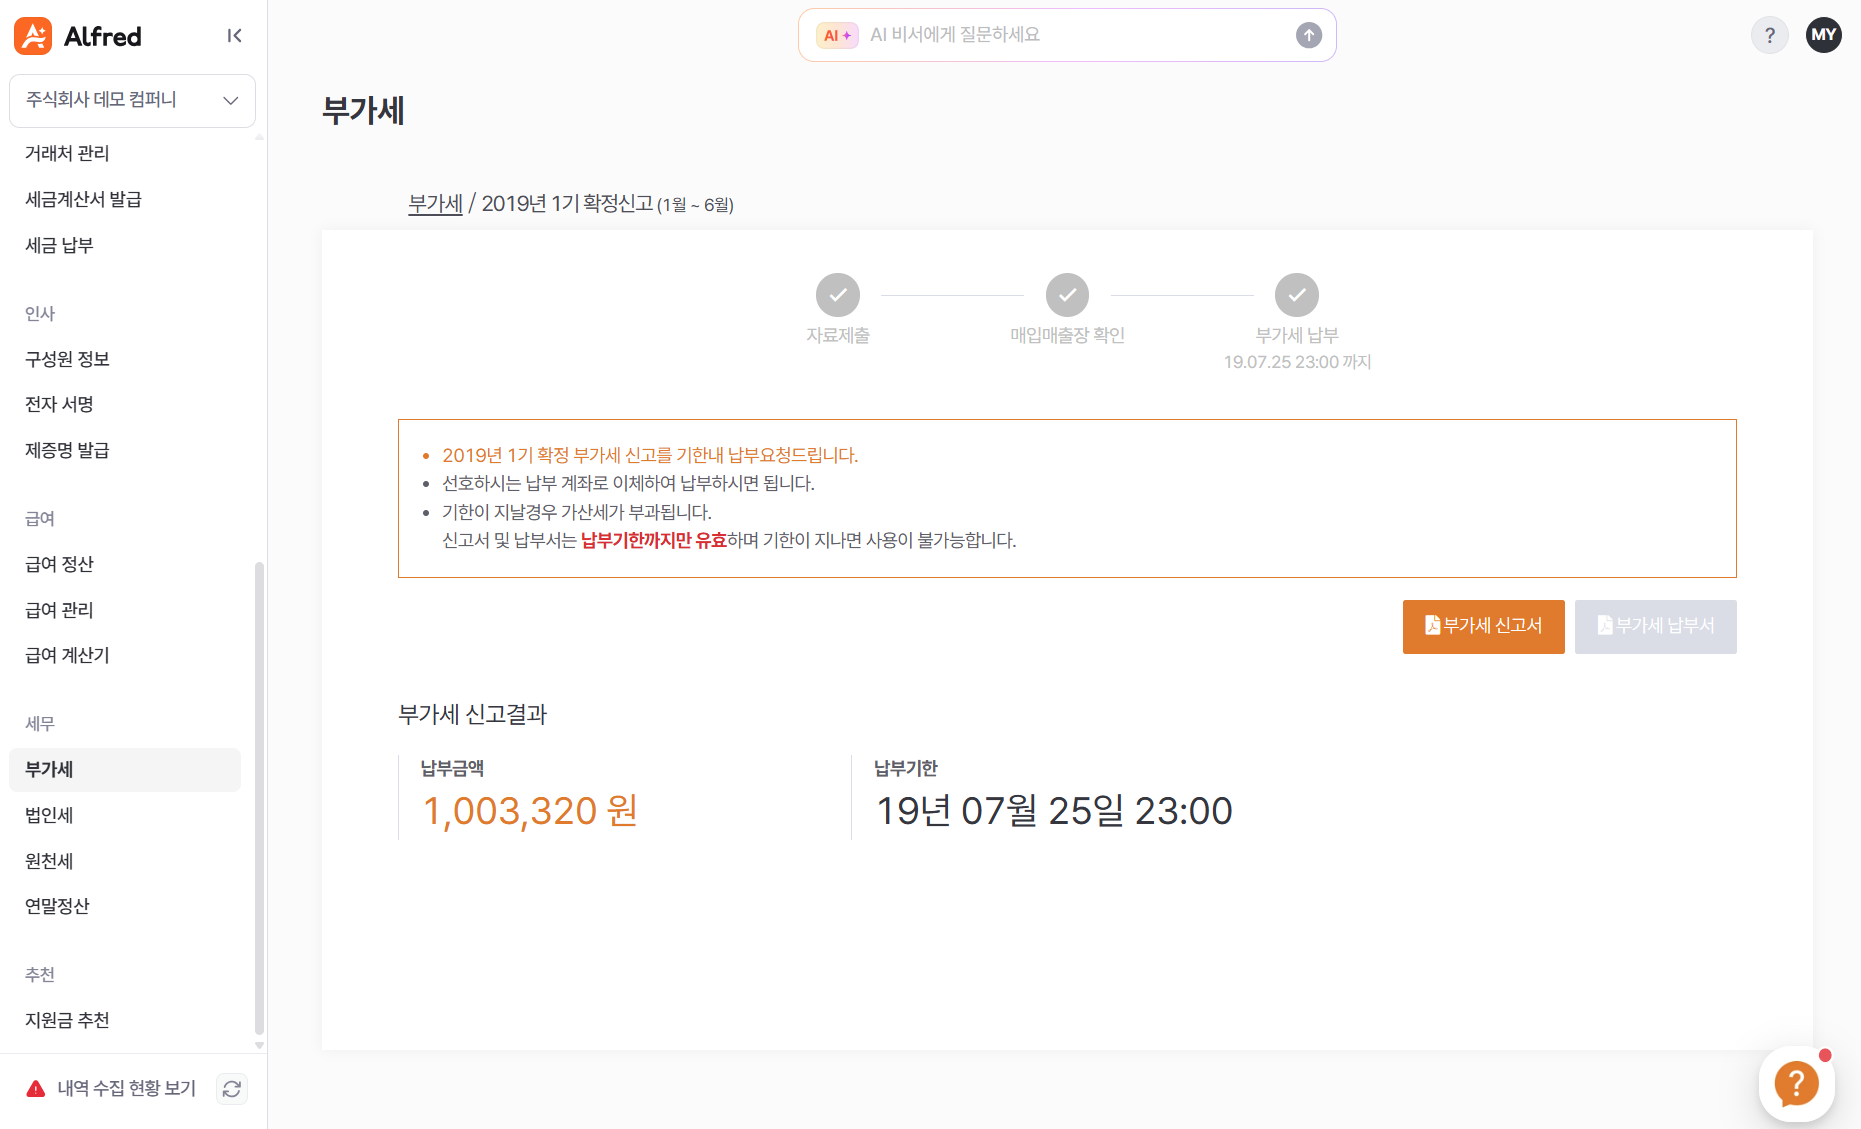 Alfred
주식회사 데모 컴퍼니
거래처 관리
세금계산서 발급
세금 납부
인사
구성원 정보
전자 서명
제증명 발급
급여
급여 정산
급여 관리
급여 계산기
세무
부가세
법인세
원천세
연말정산
추천
지원금 추천
내역 수집 현황 보기
AI AI 비서에게 질문하세요
? MY
부가세
부가세 / 2019년 1기 확정신고 (1월 ~ 6월)
자료제출 매입매출장 확인 부가세 납부
19.07.25 23:00 까지
• 2019년 1기 확정 부가세 신고를 기한내 납부요청드립니다.
• 선호하시는 납부 계좌로 이체하여 납부하시면 됩니다.
• 기한이 지날경우 가산세가 부과됩니다.
신고서 및 납부서는 납부기한까지만 유효하며 기한이 지나면 사용이 불가능합니다.
부가세 신고서 부가세 납부서
부가세 신고결과
납부금액 납부기한
1,003,320 원 19년 07월 25일 23:00
?